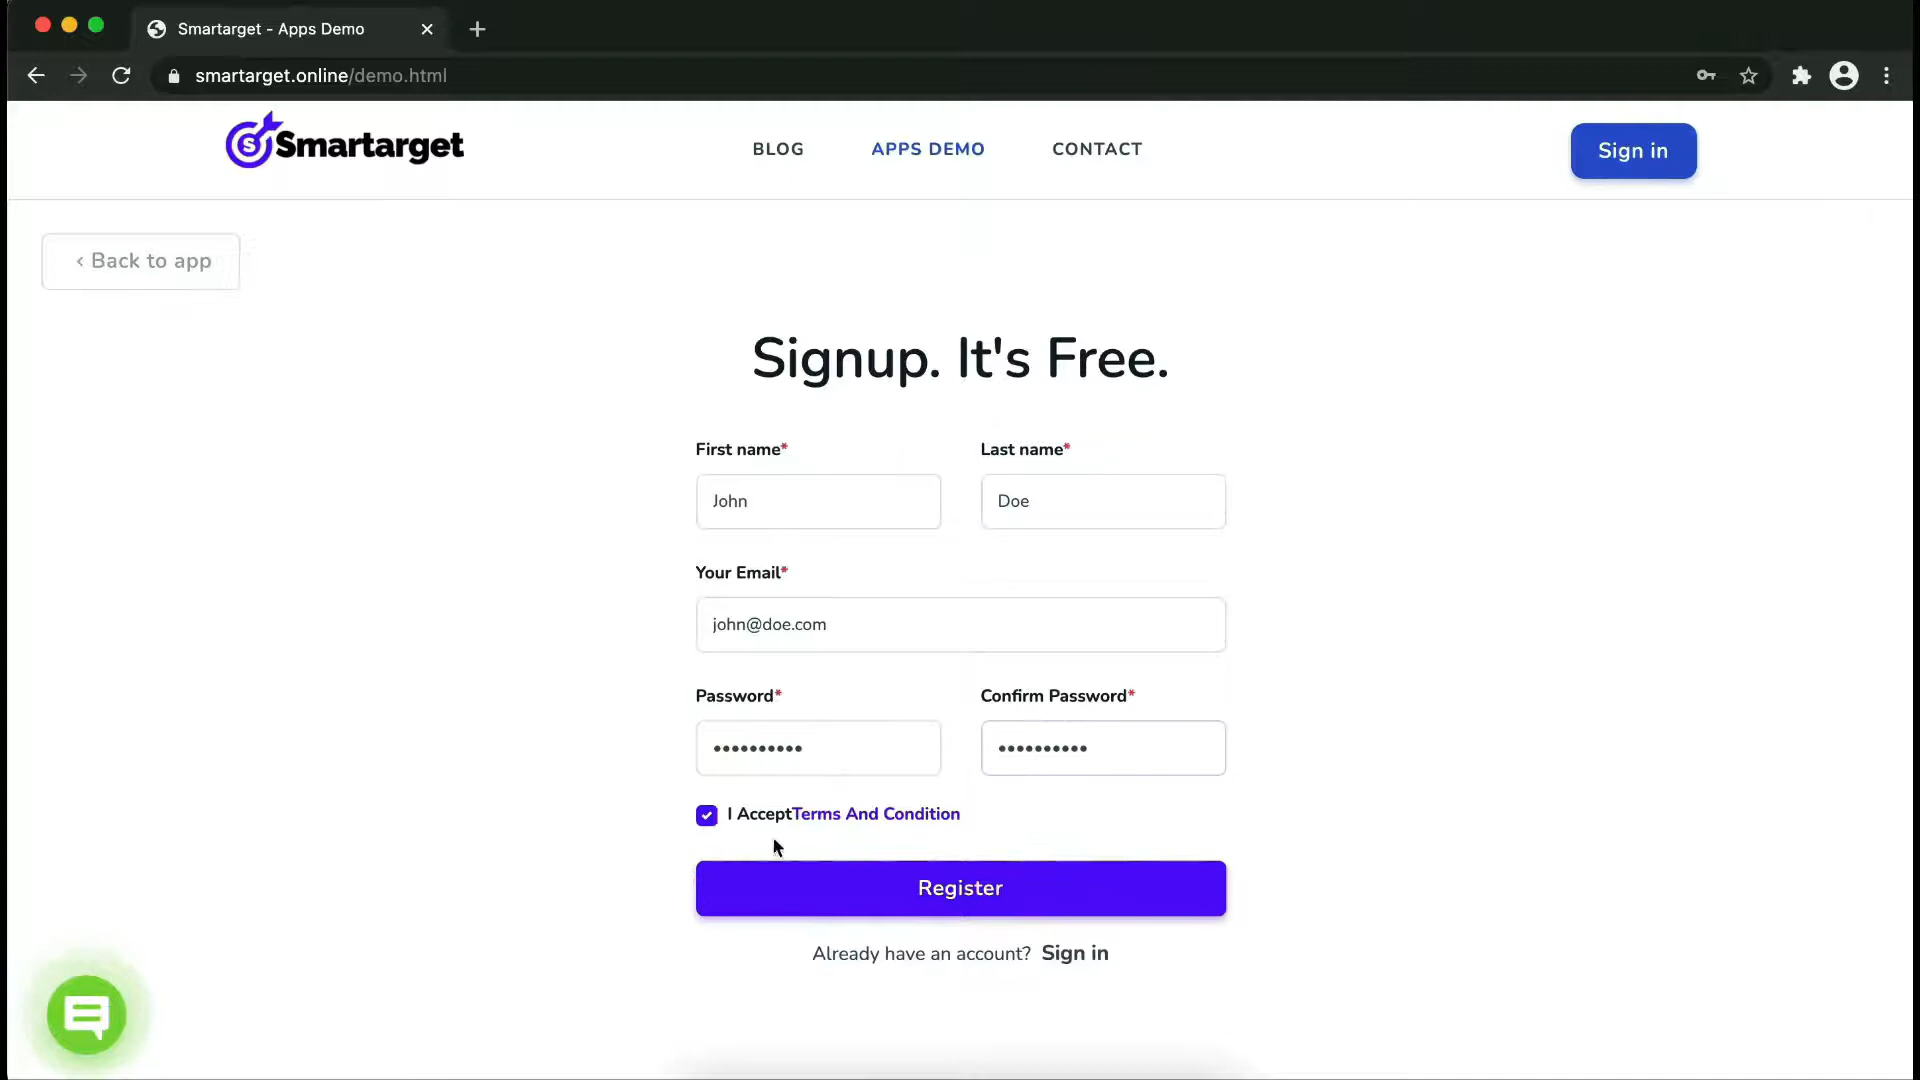 Smartarget - Apps Demo
smartarget.online/demo.html
Smartarget
BLOG
APPS DEMO
CONTACT
Sign in
‹ Back to app
Signup. It's Free.
First name*
Last name*
John
Doe
Your Email*
john@doe.com
Password*
Confirm Password*
••••••••••
••••••••••
I AcceptTerms And Condition
Register
Already have an account? Sign in